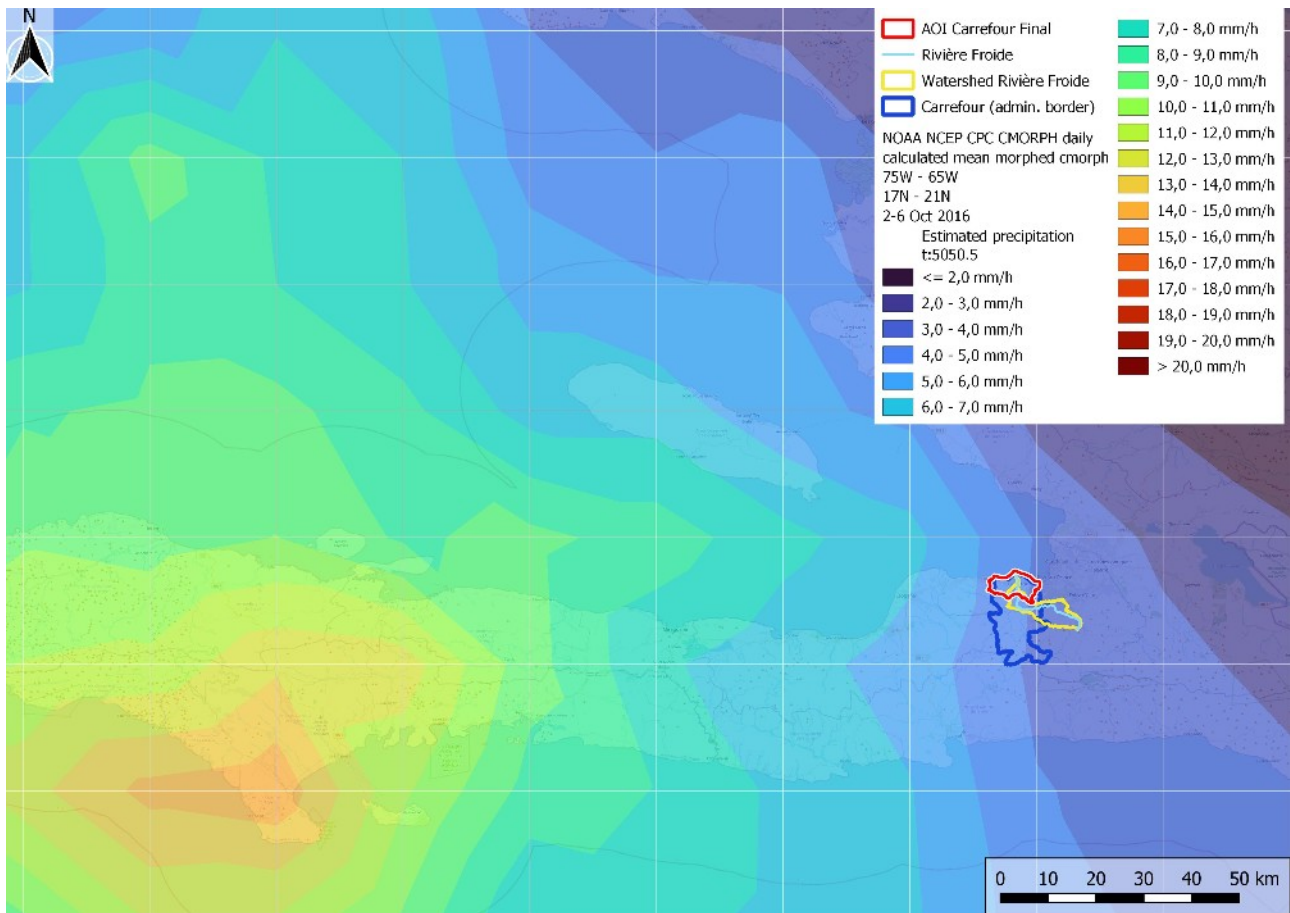 N
AOI Carrefour Final
Rivière Froide
Watershed Rivière Froide
Carrefour (admin. border)
NOAA NCEP CPC CMORPH daily
calculated mean morphed cmorph
75W - 65W
17N - 21N
2-6 Oct 2016
Estimated precipitation
t:5050.5
<= 2,0 mm/h
2,0 - 3,0 mm/h
3,0 - 4,0 mm/h
4,0 - 5,0 mm/h
5,0 - 6,0 mm/h
6,0 - 7,0 mm/h
7,0 - 8,0 mm/h
8,0 - 9,0 mm/h
9,0 - 10,0 mm/h
10,0 - 11,0 mm/h
11,0 - 12,0 mm/h
12,0 - 13,0 mm/h
13,0 - 14,0 mm/h
14,0 - 15,0 mm/h
15,0 - 16,0 mm/h
16,0 - 17,0 mm/h
17,0 - 18,0 mm/h
18,0 - 19,0 mm/h
19,0 - 20,0 mm/h
> 20,0 mm/h
0 10 20 30 40 50 km